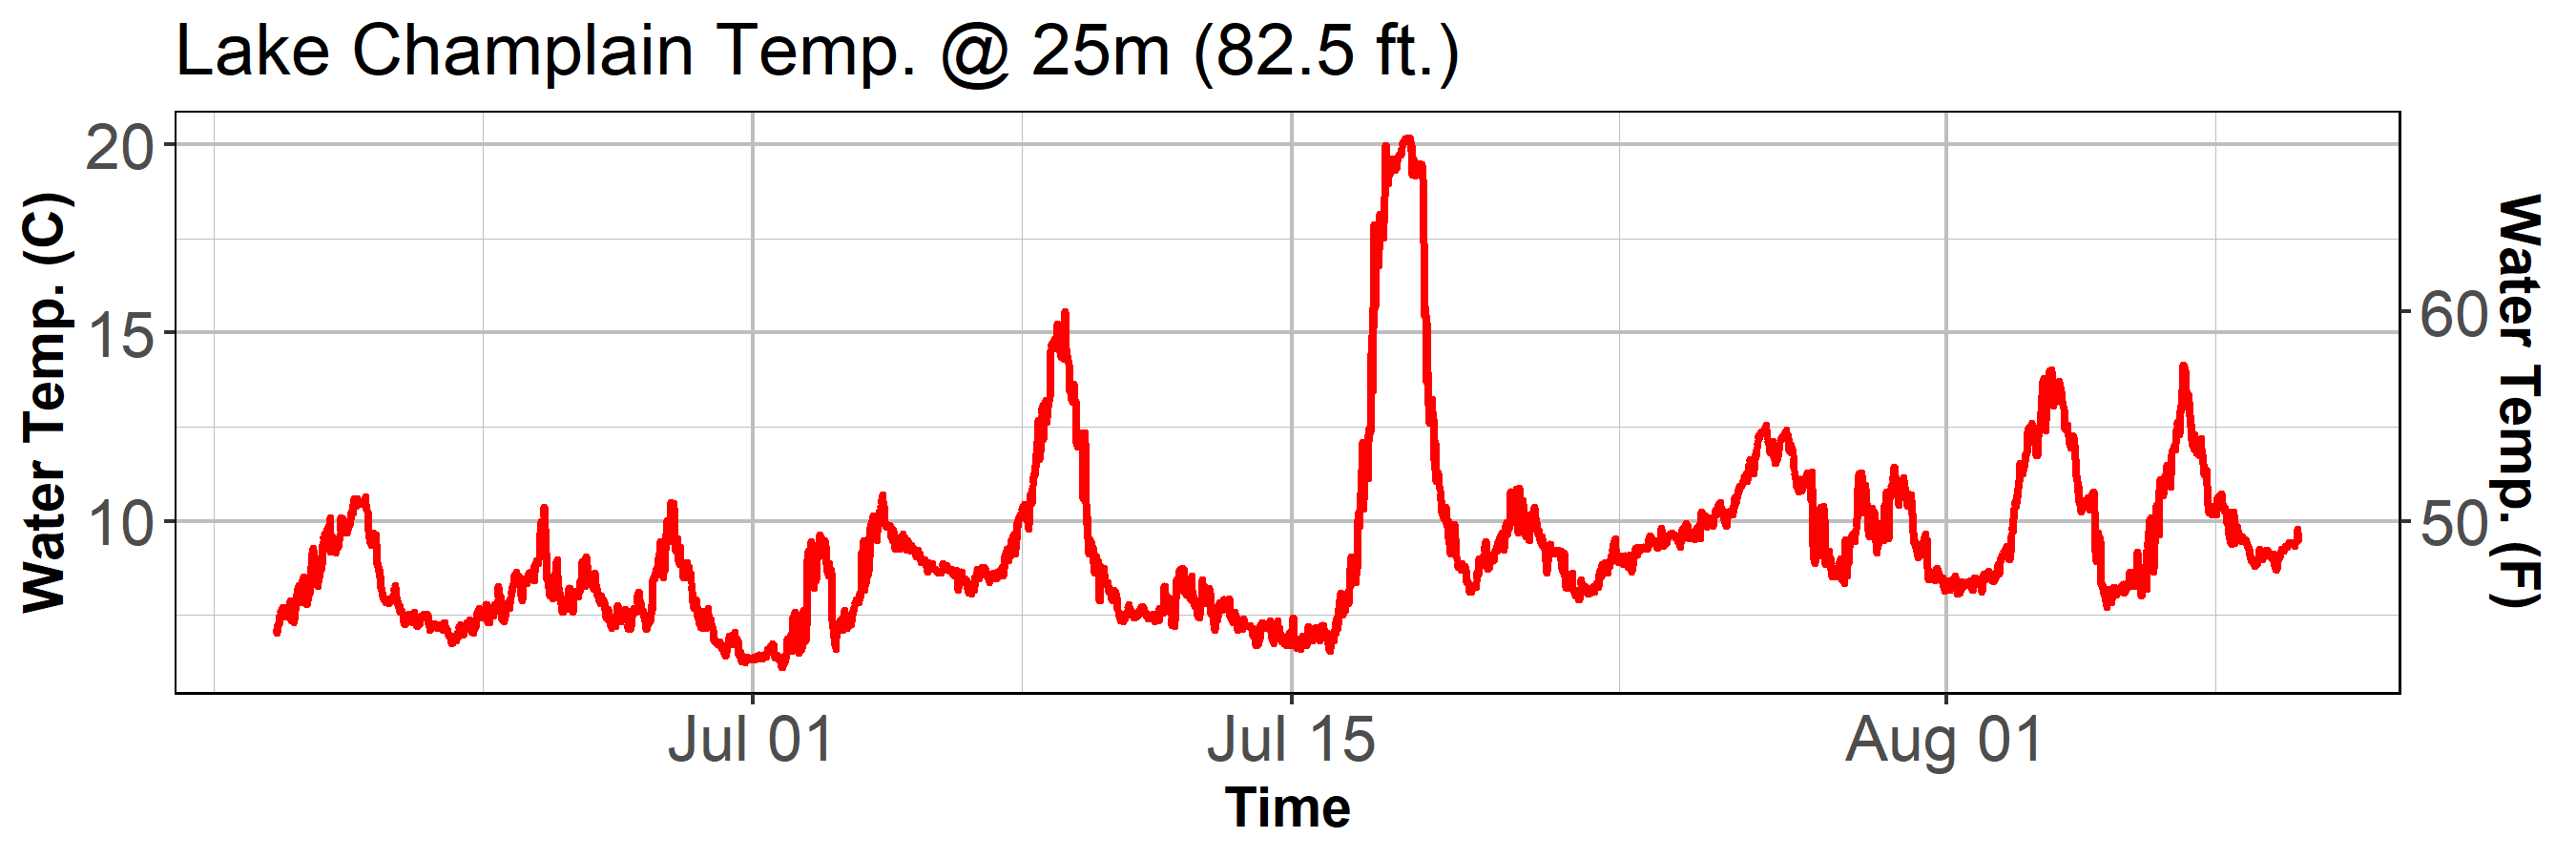 Lake Champlain Temp. @ 25m (82.5 ft.)
Water Temp. (C)
20
15
10
60
50
Water Temp. (F)
Jul 01
Jul 15
Aug 01
Time